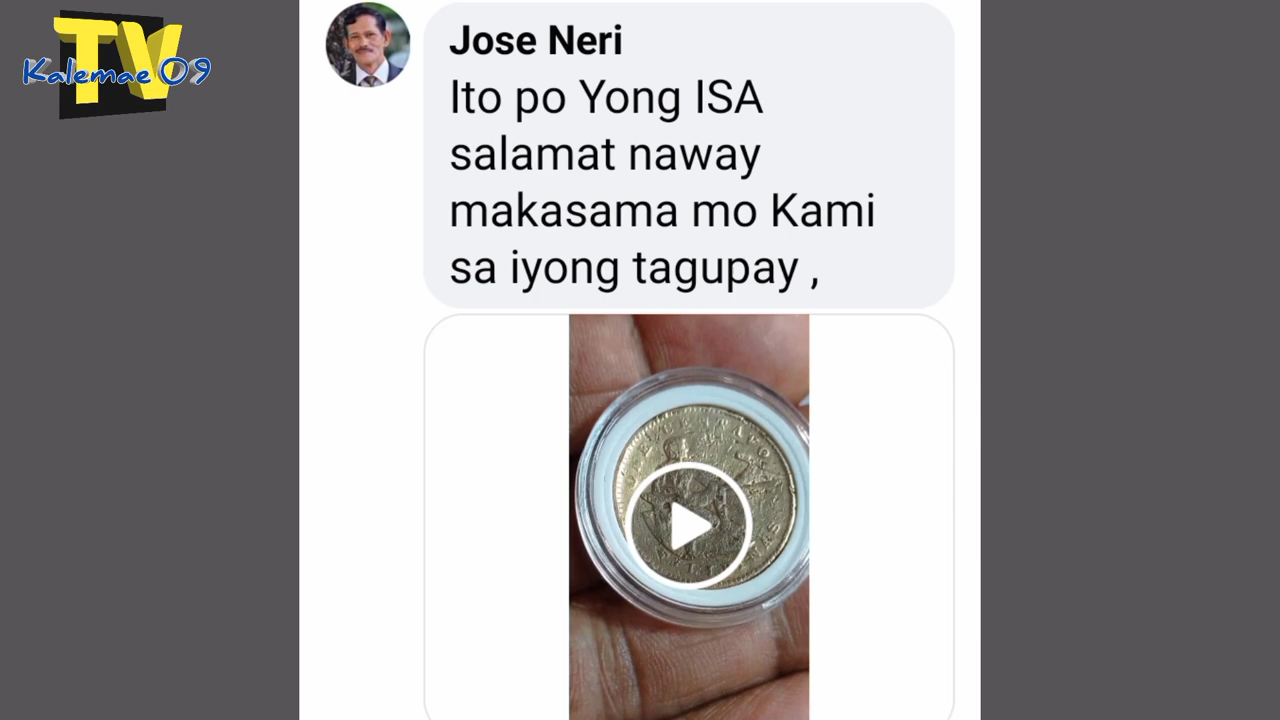 TV
Kalemae 09
Jose Neri
Ito po Yong ISA
salamat naway
makasama mo Kami
sa iyong tagupay ,